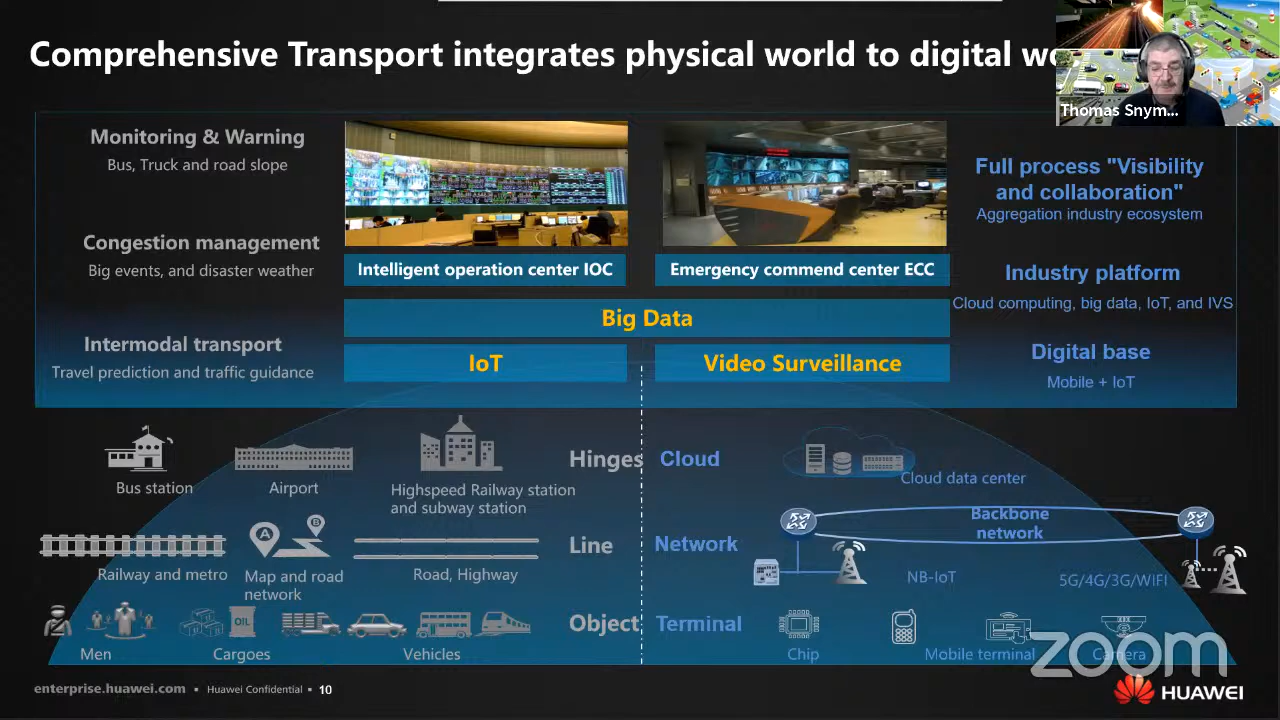 Comprehensive Transport integrates physical world to digital
Thomas Snym...
Monitoring & Warning
Bus, Truck and road slope
Congestion management
Big events, and disaster weather
Intermodal transport
Travel prediction and traffic guidance
Intelligent operation center IOC
Emergency commend center ECC
Big Data
IoT
Video Surveillance
Full process "Visibility
and collaboration"
Aggregation industry ecosystem
Industry platform
Cloud computing, big data, IoT, and IVS
Digital base
Mobile + IoT
Bus station
Airport
Highspeed Railway station
and subway station
Hinges
Cloud
Cloud data center
A
B
Railway and metro
Map and road
network
Road, Highway
Line
Network
Backbone
network
NB-IoT
5G/4G/3G/WIFI
OIL
Men
Cargoes
Vehicles
Object
Terminal
Chip
Mobile terminal
Camera
zoom
enterprise.huawei.com ▪ Huawei Confidential ▪ 10
HUAWEI